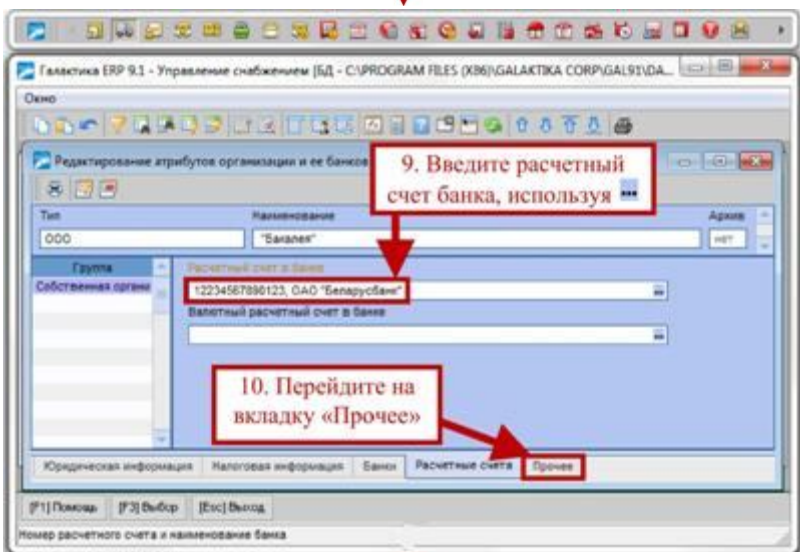 Галактика ERP 9.1 - Управление снабжением [БД - C:\PROGRAM FILES (X86)\GALAKTIKA CORP\GAL91\DA...
Окно
Редактирование атрибутов организации и ее банков
9. Введите расчетный
счет банка, используя ...
Тип Наименование Архив
ООО "Бакалея" нет
Группа Расчетный счет в банке
Собственная органи 12234567890123, ОАО "Беларусбанк"
Валютный расчетный счет в банке
10. Перейдите на
вкладку «Прочее»
Юридическая информация Налоговая информация Банки Расчетные счета Прочее
[F1] Помощь [F3] Выбор [Esc] Выход
Номер расчетного счета и наименование банка